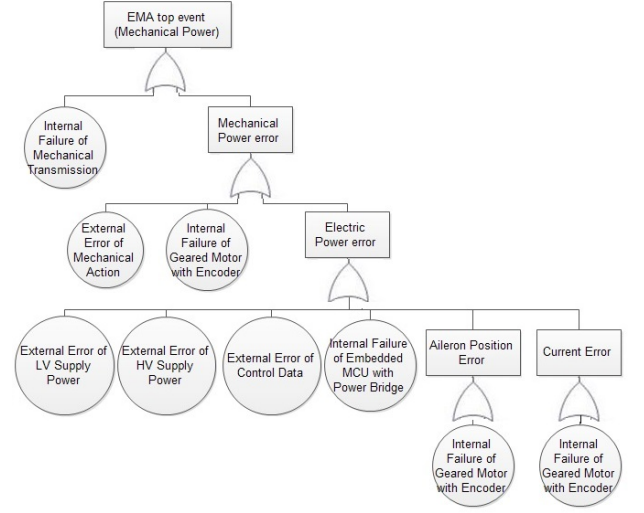 EMA top event
(Mechanical Power)
Internal
Failure of
Mechanical
Transmission
Mechanical
Power error
External
Error of
Mechanical
Action
Internal
Failure of
Geared Motor
with Encoder
Electric
Power error
External Error of
LV Supply
Power
External Error of
HV Supply
Power
External Error of
Control Data
Internal Failure
of Embedded
MCU with
Power Bridge
Aileron Position
Error
Current Error
Internal
Failure of
Geared Motor
with Encoder
Internal
Failure of
Geared Motor
with Encoder